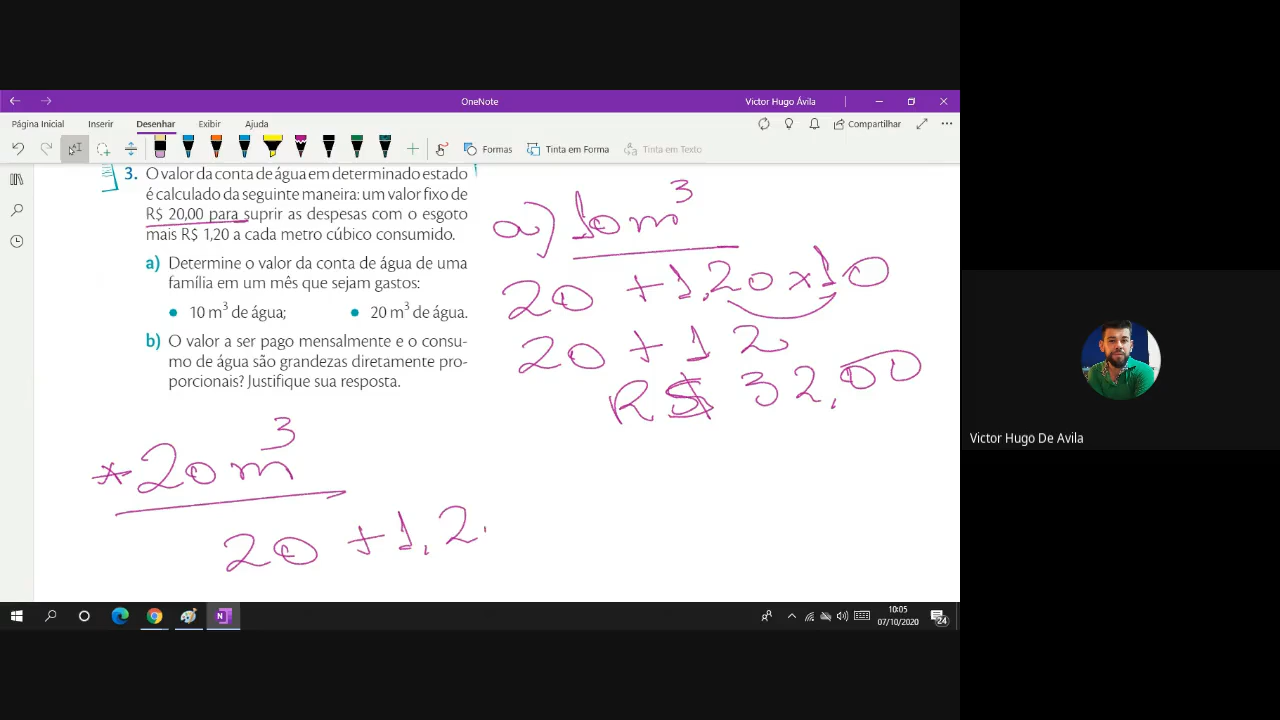 OneNote
Victor Hugo Ávila
Página Inicial
Inserir
Desenhar
Exibir
Ajuda
Compartilhar
Formas
Tinta em Forma
Tinta em Texto
3. O valor da conta de água em determinado estado
é calculado da seguinte maneira: um valor fixo de
R$ 20,00 para suprir as despesas com o esgoto
mais R$ 1,20 a cada metro cúbico consumido.
a) Determine o valor da conta de água de uma
família em um mês que sejam gastos:
• 10 m³ de água; • 20 m³ de água.
b) O valor a ser pago mensalmente e o consu-
mo de água são grandezas diretamente pro-
porcionais? Justifique sua resposta.
a) 10 m³
20 + 1,20 x 10
20 + 12
R$ 32,00
* 20 m³
20 + 1,2
Victor Hugo De Avila
10:05
07/10/2020
24